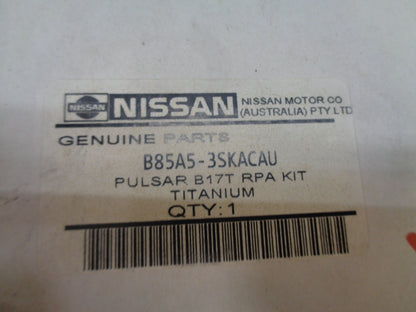 NISSAN NISSAN NISSAN MOTOR CO
(AUSTRALIA) PTY.LTD
GENUINE PARTS
B85A5-3SKACAU
PULSAR B17T RPA KIT
TITANIUM
QTY:1